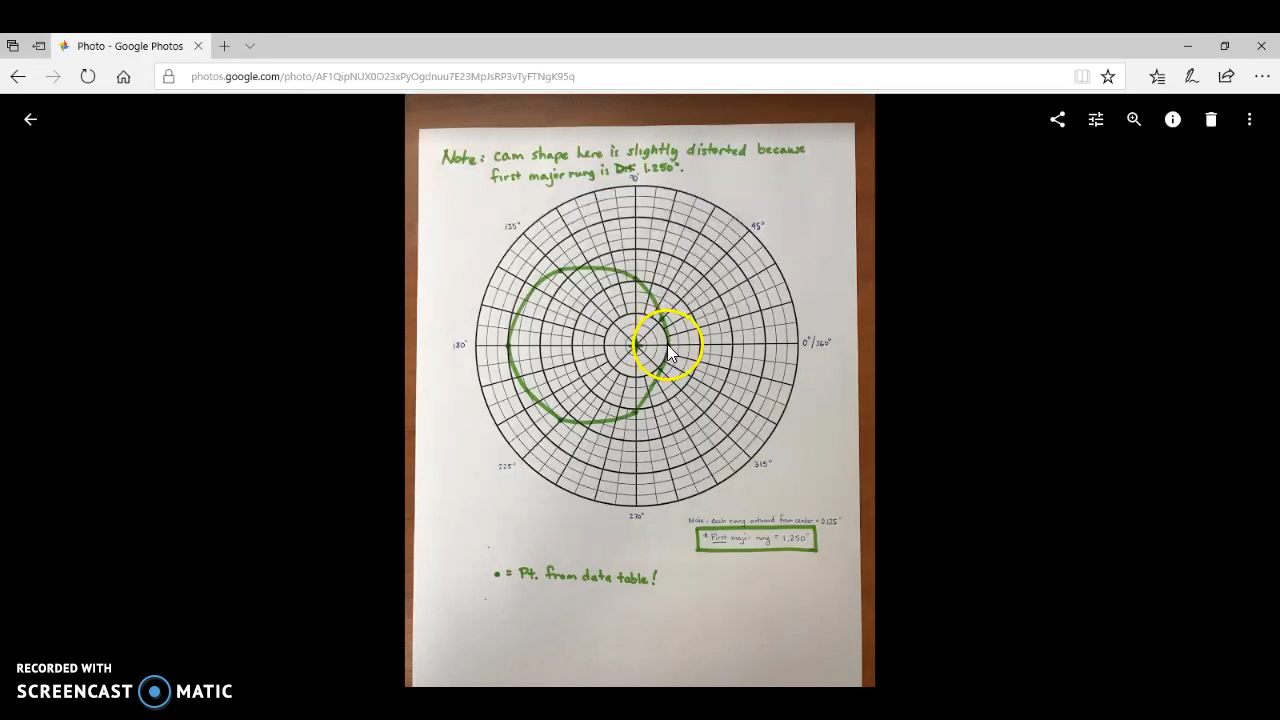 Photo - Google Photos
photos.google.com/photo/AF1QipNUX0O23xPyOgdnuu7E23MpJsRP3vTyFTNgK95q
Note: cam shape here is slightly distorted because
first major rung is 1.250".
90°
135°
45°
180°
0°/360°
225°
315°
270°
Note: each rung outward from center = 0.125"
* First major rung = 1.250"
• = Pt. from data table!
RECORDED WITH
SCREENCAST MATIC